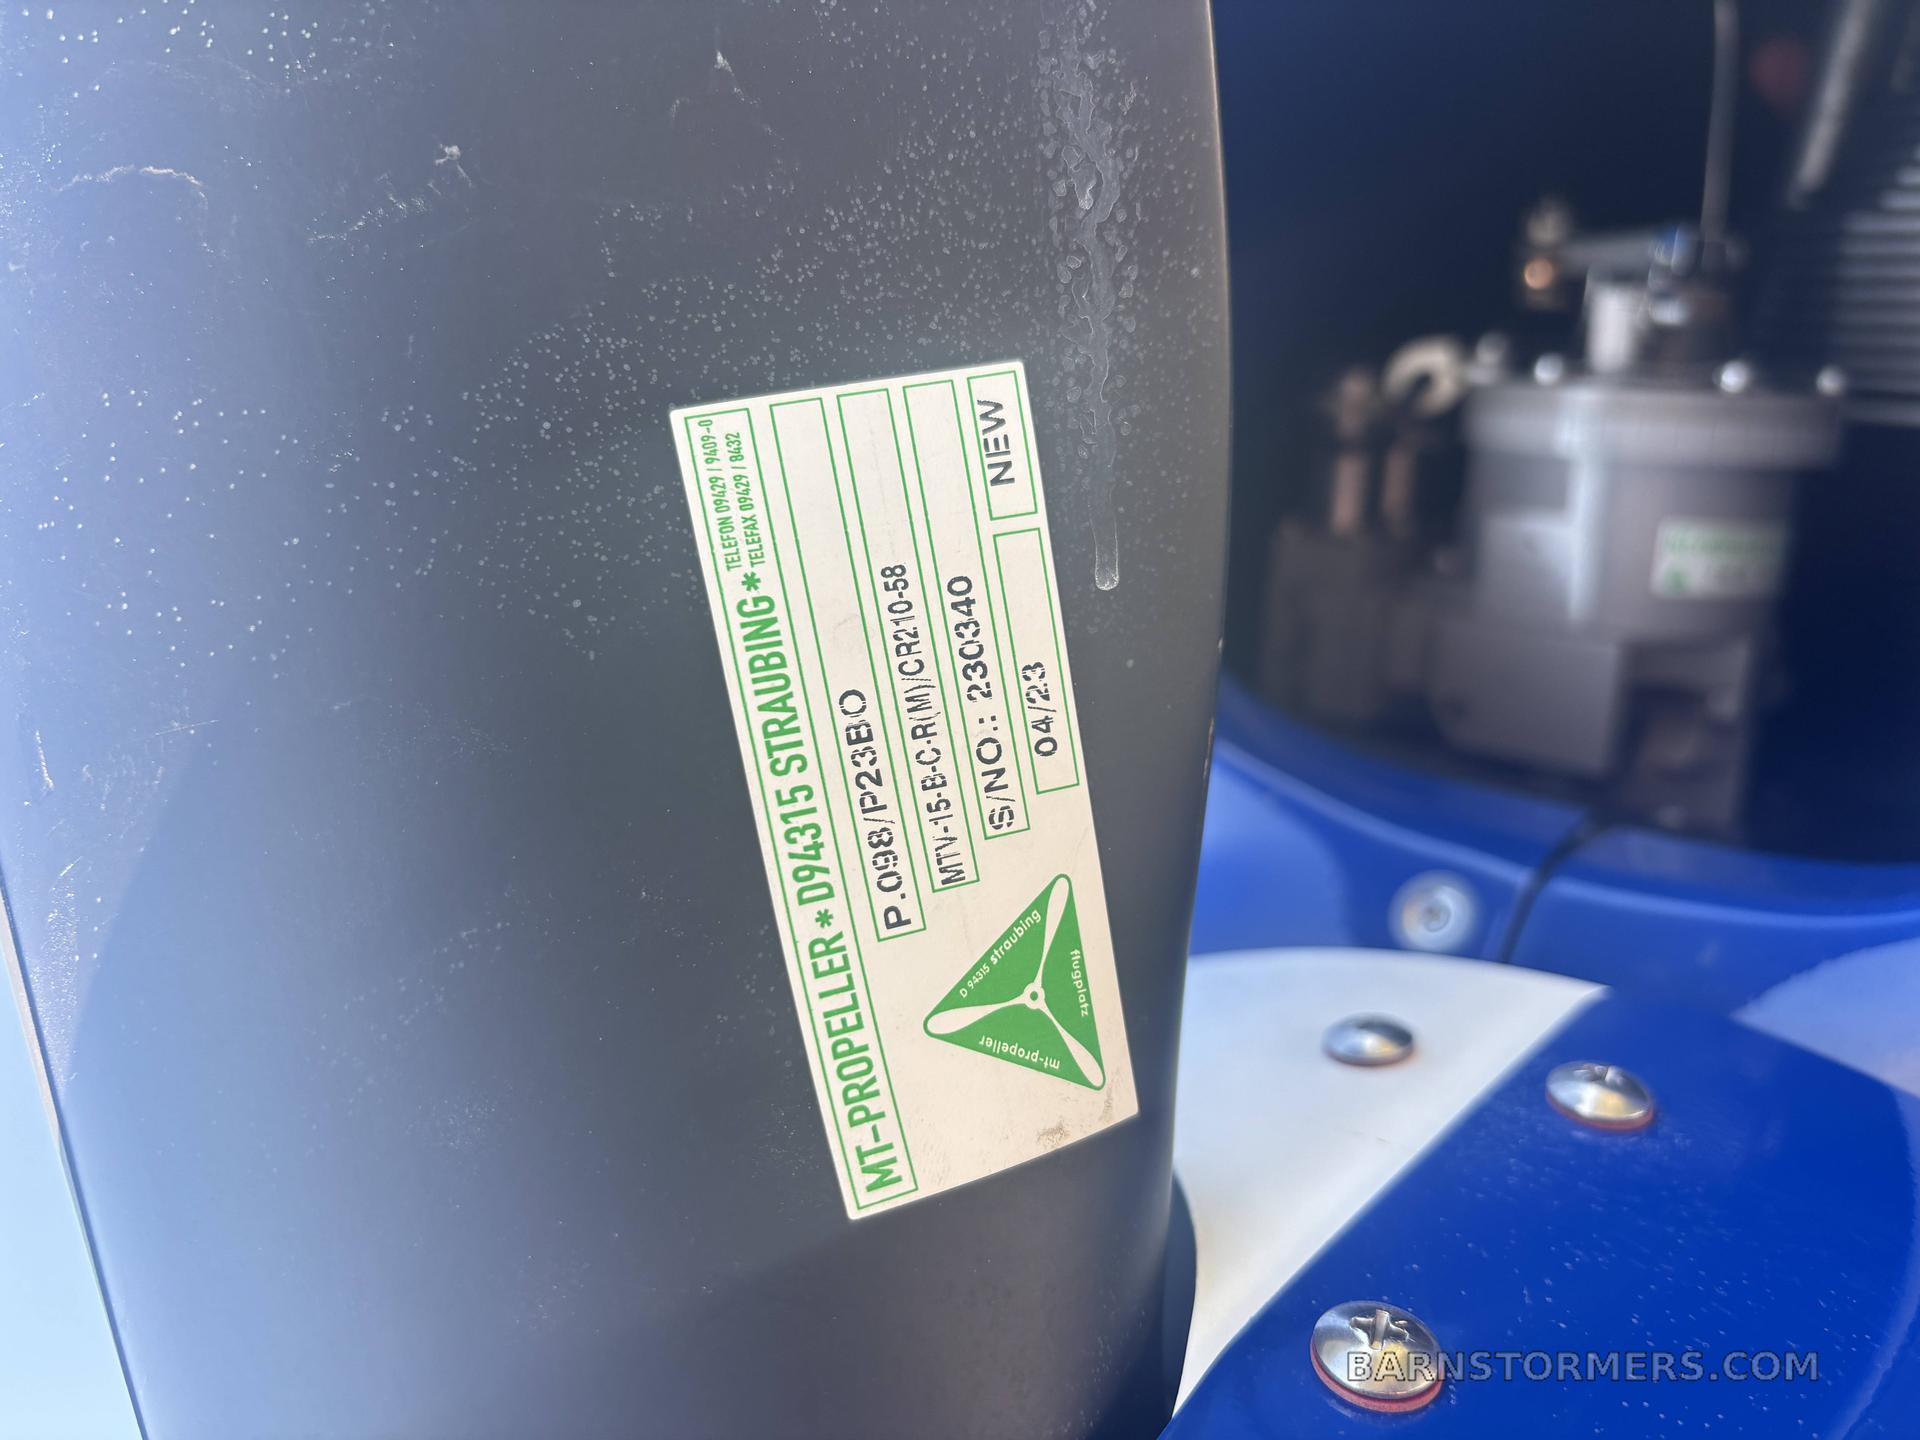 MT-PROPELLER * D94315 STRAUBING * TELEFON 09429 / 9409-0
TELEFAX 09429 / 8432
P.098/P23BO
MTV-15-B-C-R(M)/CR210-58
S/NO.: 230340
04/23 NEW
D 94315 straubing
flugplatz
mt-propeller
BARNSTORMERS.COM